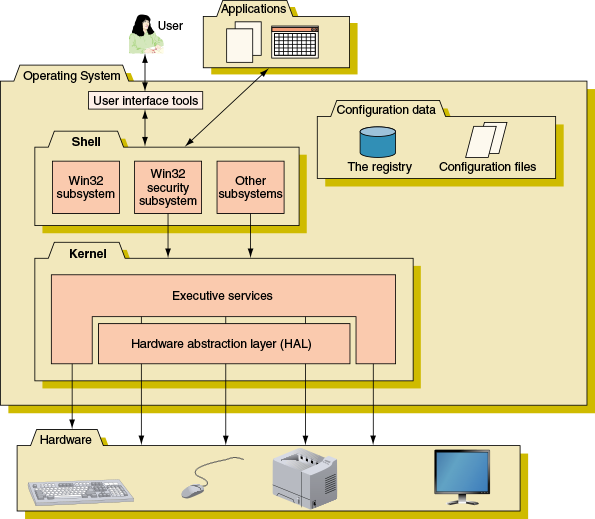 Applications
User
Operating System
User interface tools
Configuration data
The registry
Configuration files
Shell
Win32
subsystem
Win32
security
subsystem
Other
subsystems
Kernel
Executive services
Hardware abstraction layer (HAL)
Hardware